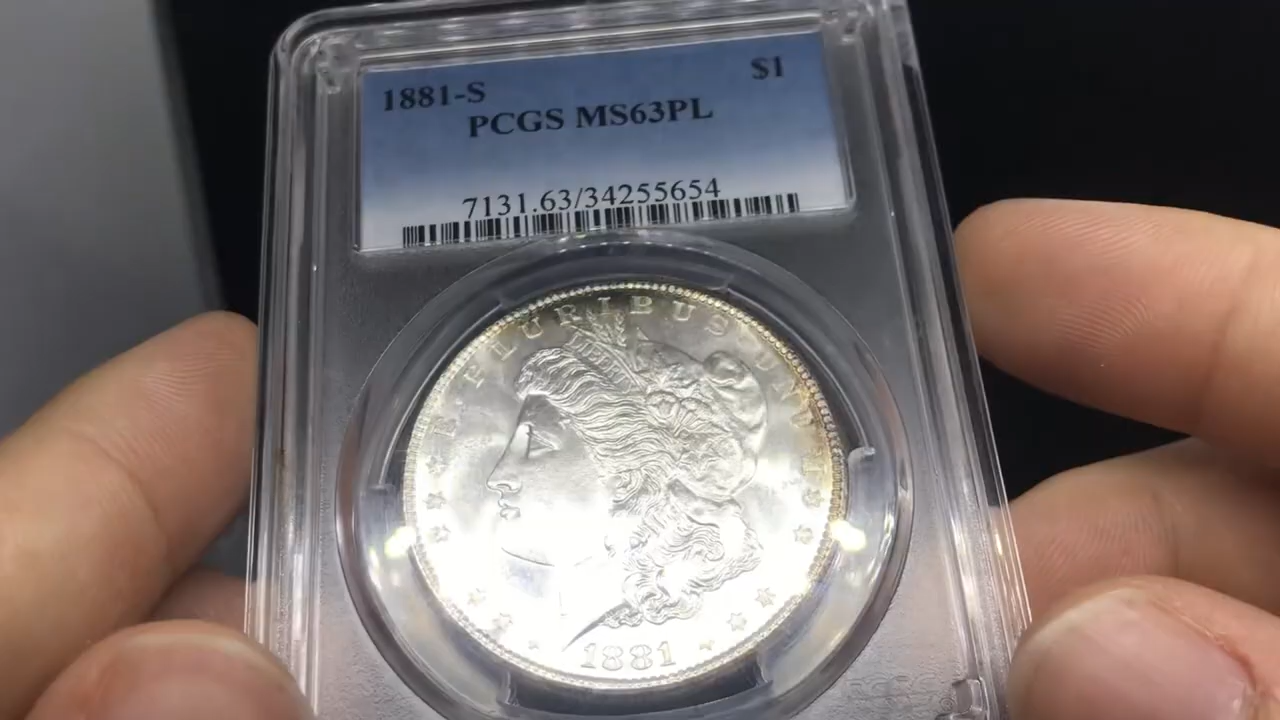 1881-S $1
PCGS MS63PL
7131.63/34255654
E PLURIBUS UNUM
LIBERTY
1881